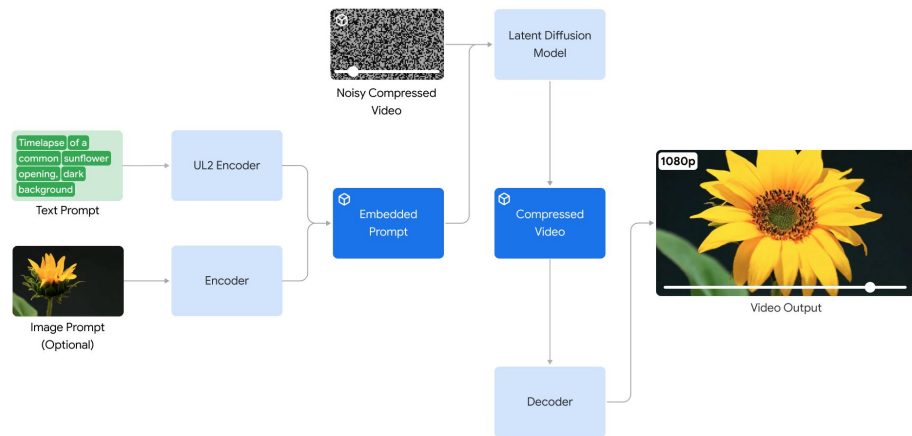 Latent Diffusion
Model
Noisy Compressed
Video
Timelapse of a
common sunflower
opening, dark
background
Text Prompt
UL2 Encoder
Embedded
Prompt
Compressed
Video
1080p
Video Output
Encoder
Image Prompt
(Optional)
Decoder